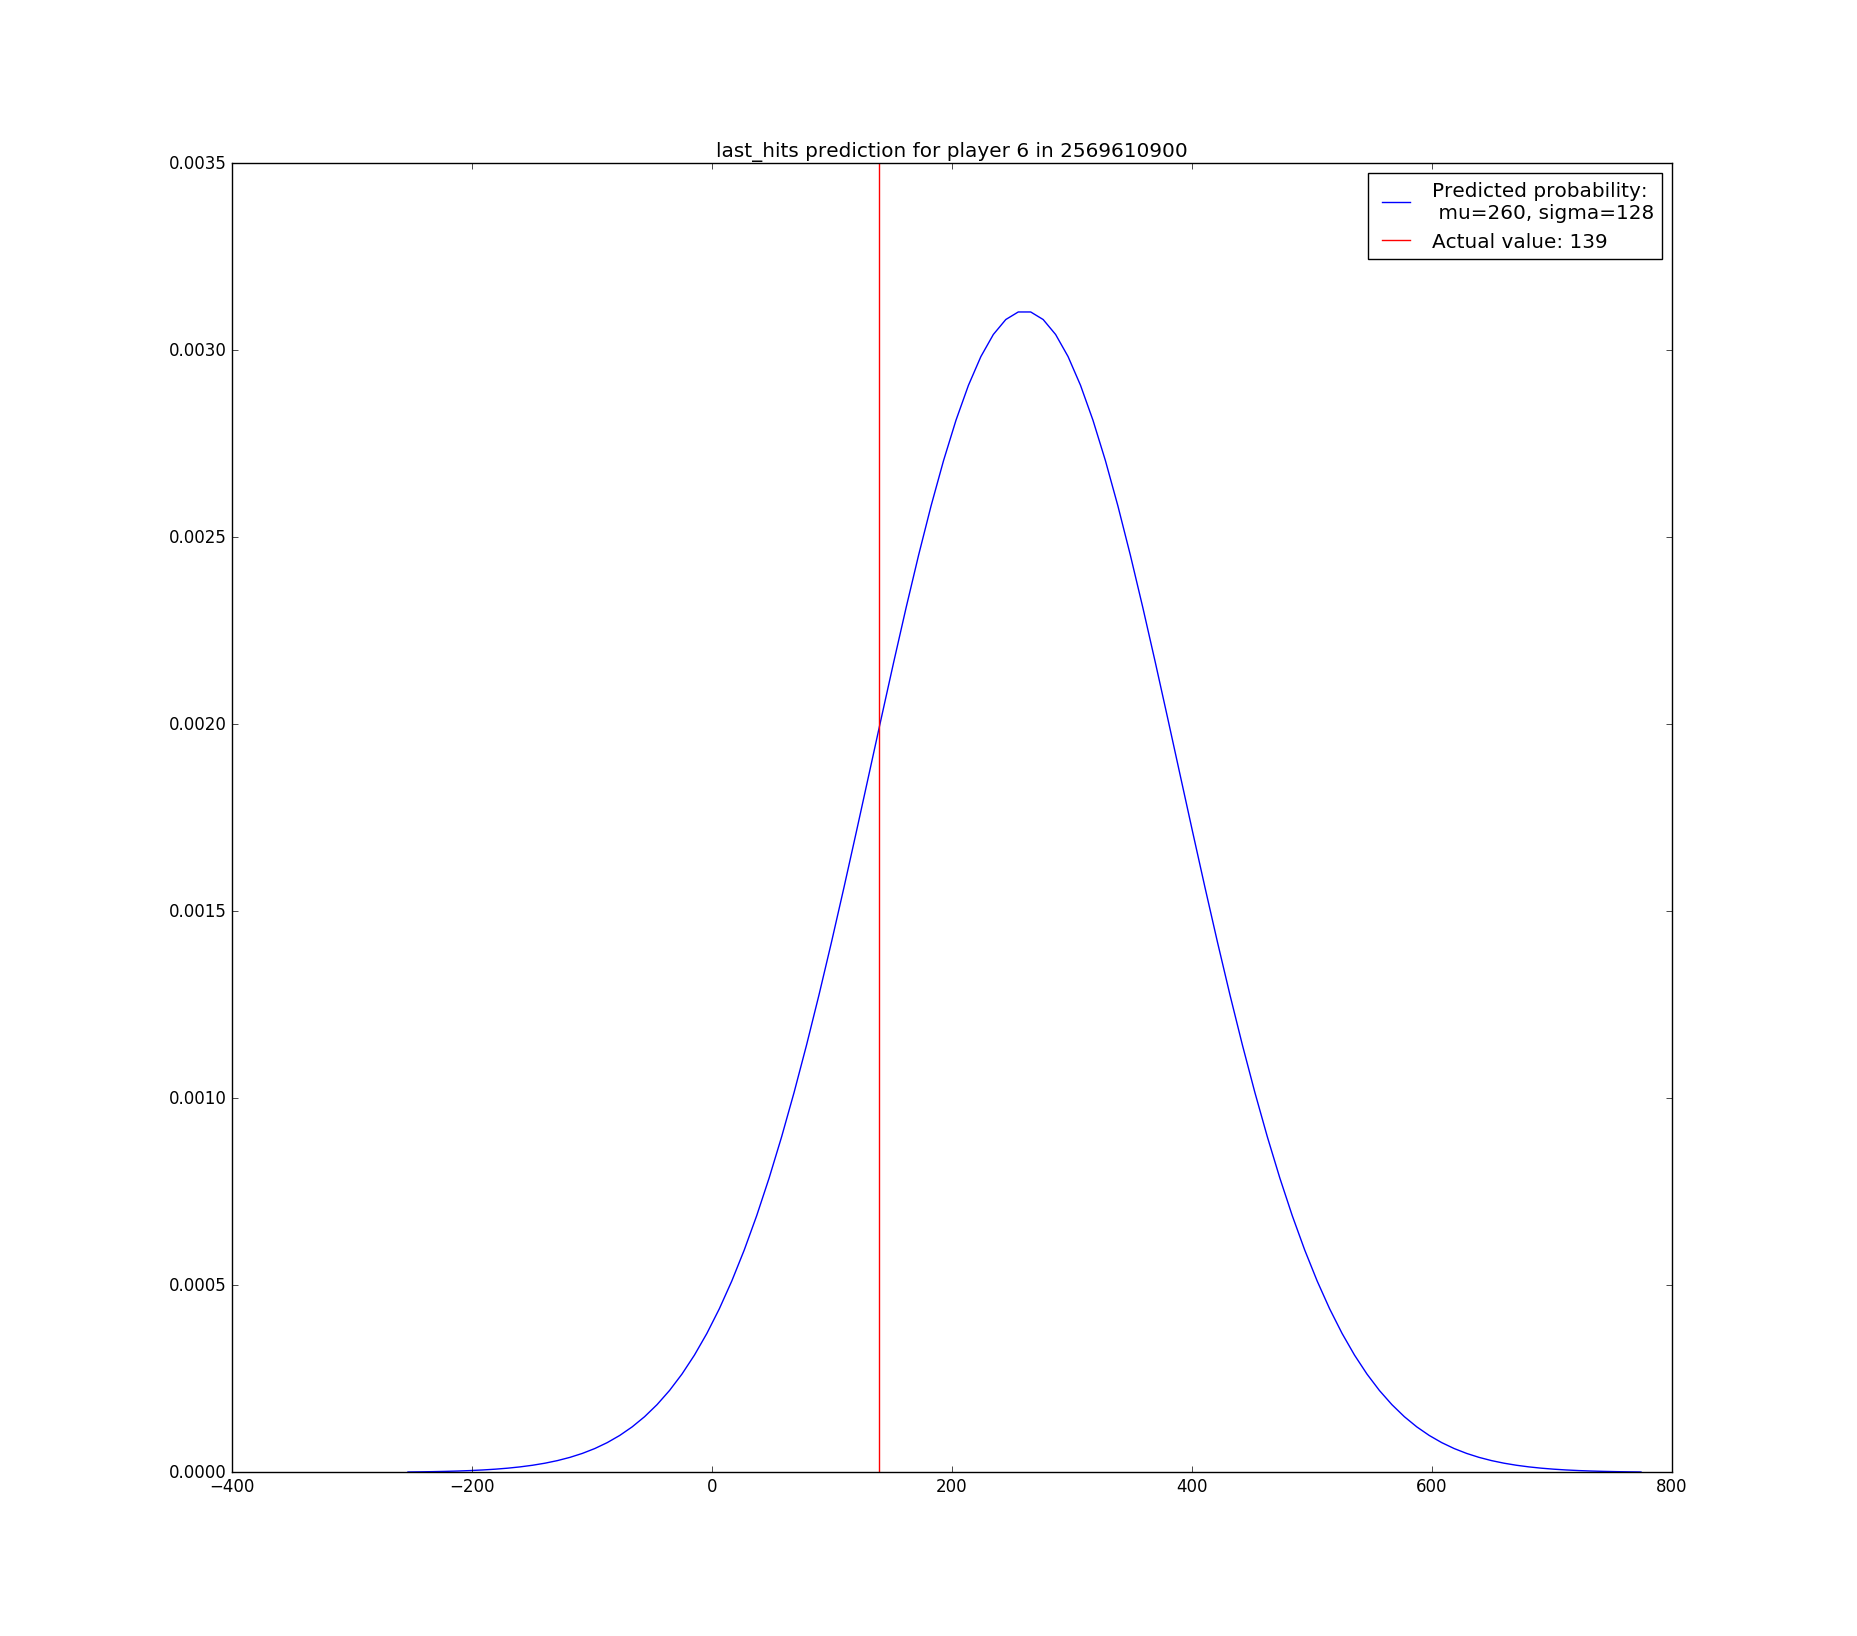 last_hits prediction for player 6 in 2569610900
0.0035
Predicted probability:
mu=260, sigma=128
Actual value: 139
0.0030
0.0025
0.0020
0.0015
0.0010
0.0005
0.0000
−400 −200 0 200 400 600 800